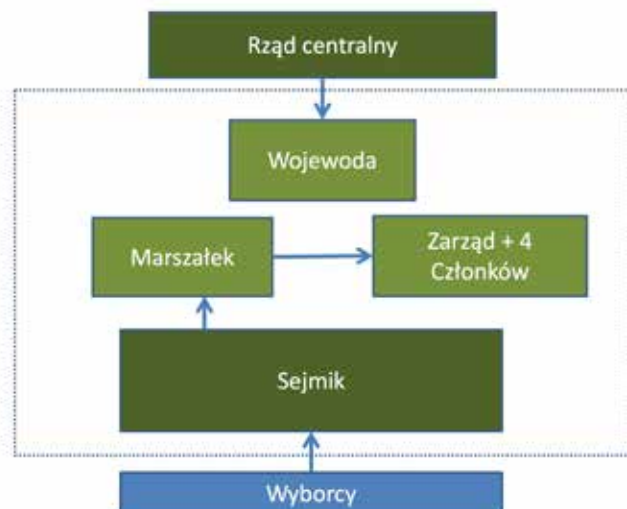 Rząd centralny
Wojewoda
Marszałek
Zarząd + 4
Członków
Sejmik
Wyborcy